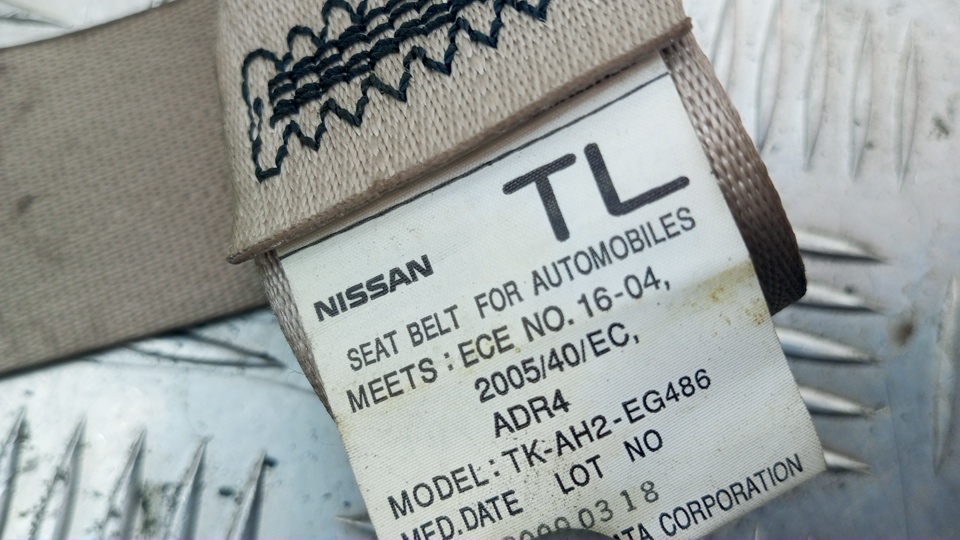 TL
NISSAN
SEAT BELT FOR AUTOMOBILES
MEETS : ECE NO. 16-04,
2005/40/EC,
ADR4
MODEL : TK-AH2-EG486
MFD.DATE LOT NO
0318
CORPORATION